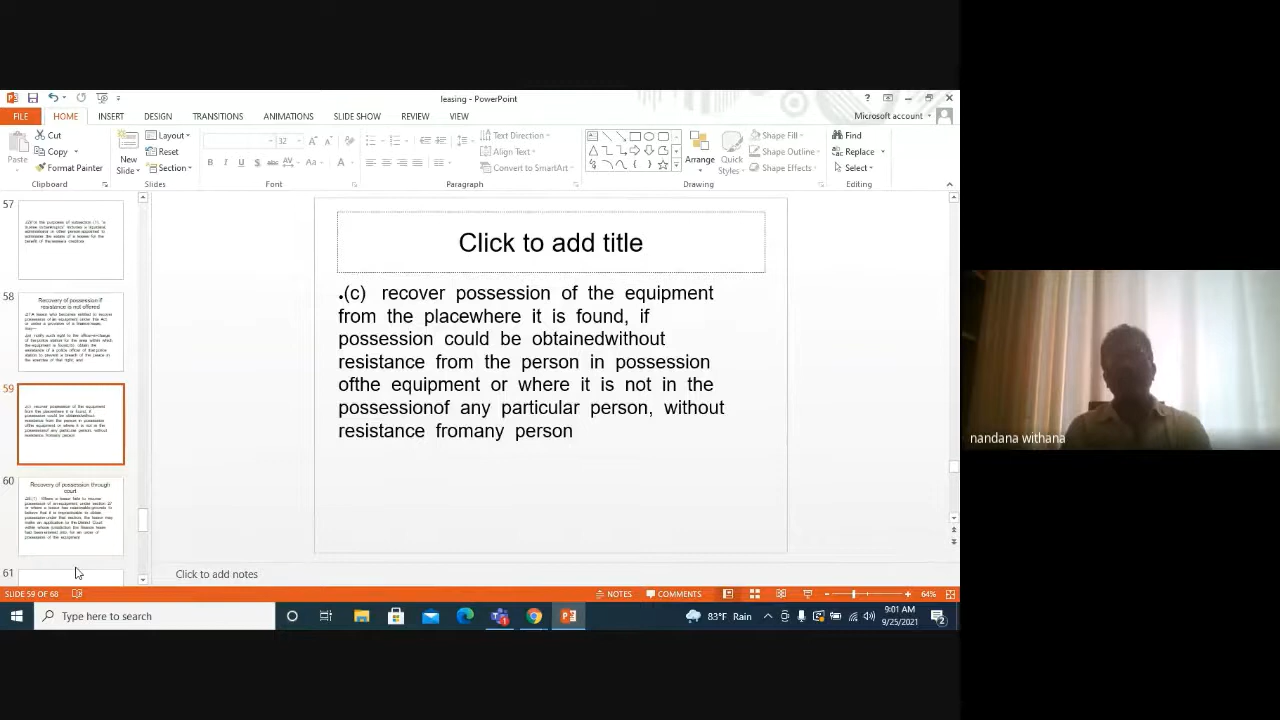 leasing - PowerPoint
?
FILE HOME INSERT DESIGN TRANSITIONS ANIMATIONS SLIDE SHOW REVIEW VIEW Microsoft account
Paste
Cut
Copy
Format Painter
Clipboard
New Slide
Layout
Reset
Section
Slides
32
B I U S abc AV Aa A
Font
Text Direction
Align Text
Convert to SmartArt
Paragraph
Arrange
Quick Styles
Shape Fill
Shape Outline
Shape Effects
Drawing
Find
Replace
Select
Editing
57
58
Recovery of possession if
resistance is not offered
59
60
Recovery of possession through
court
61
Click to add title
.(c) recover possession of the equipment
from the placewhere it is found, if
possession could be obtainedwithout
resistance from the person in possession
ofthe equipment or where it is not in the
possessionof any particular person, without
resistance fromany person
Click to add notes
SLIDE 59 OF 68 NOTES COMMENTS 64%
Type here to search
83°F Rain
9:01 AM
9/25/2021
2
nandana withana